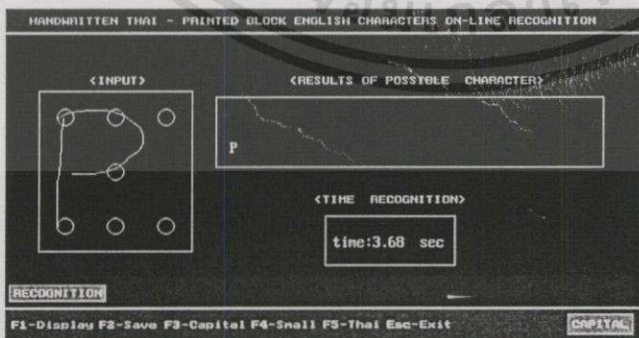 HANDWRITTEN THAI - PRINTED BLOCK ENGLISH CHARACTERS ON-LINE RECOGNITION
<INPUT>
<RESULTS OF POSSIBLE CHARACTER>
P
<TIME RECOGNITION>
time:3.68 sec
RECOGNITION
F1-Display F2-Save F3-Capital F4-Small F5-Thai Esc-Exit
CAPITAL